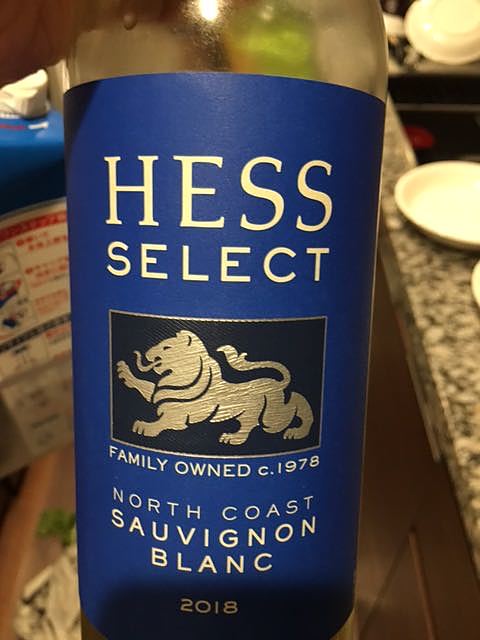 HESS
SELECT
FAMILY OWNED c.1978
NORTH COAST
SAUVIGNON
BLANC
2018